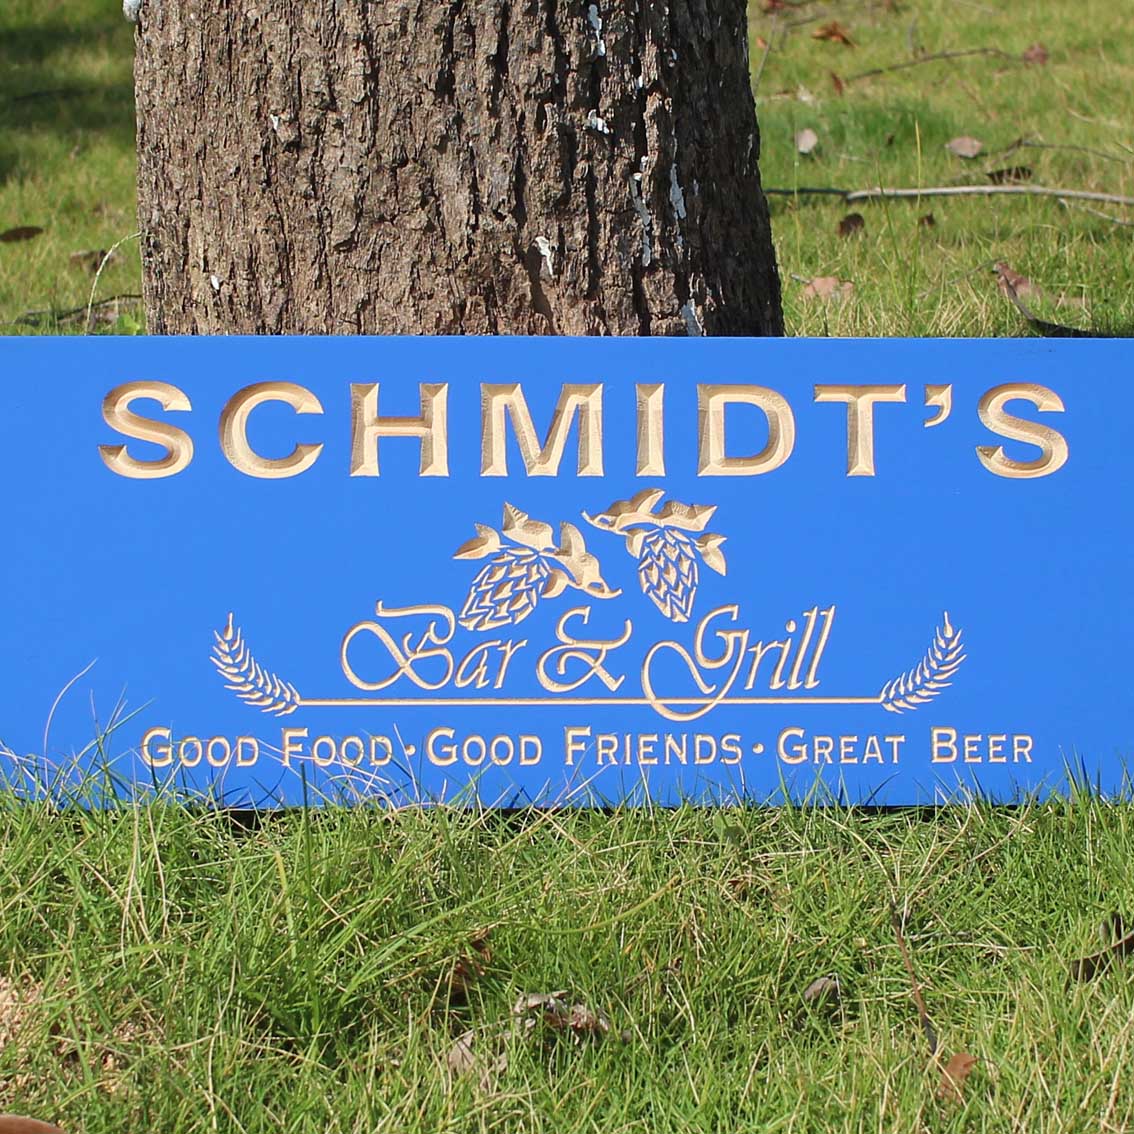 SCHMIDT'S
Bar & Grill
GOOD FOOD · GOOD FRIENDS · GREAT BEER